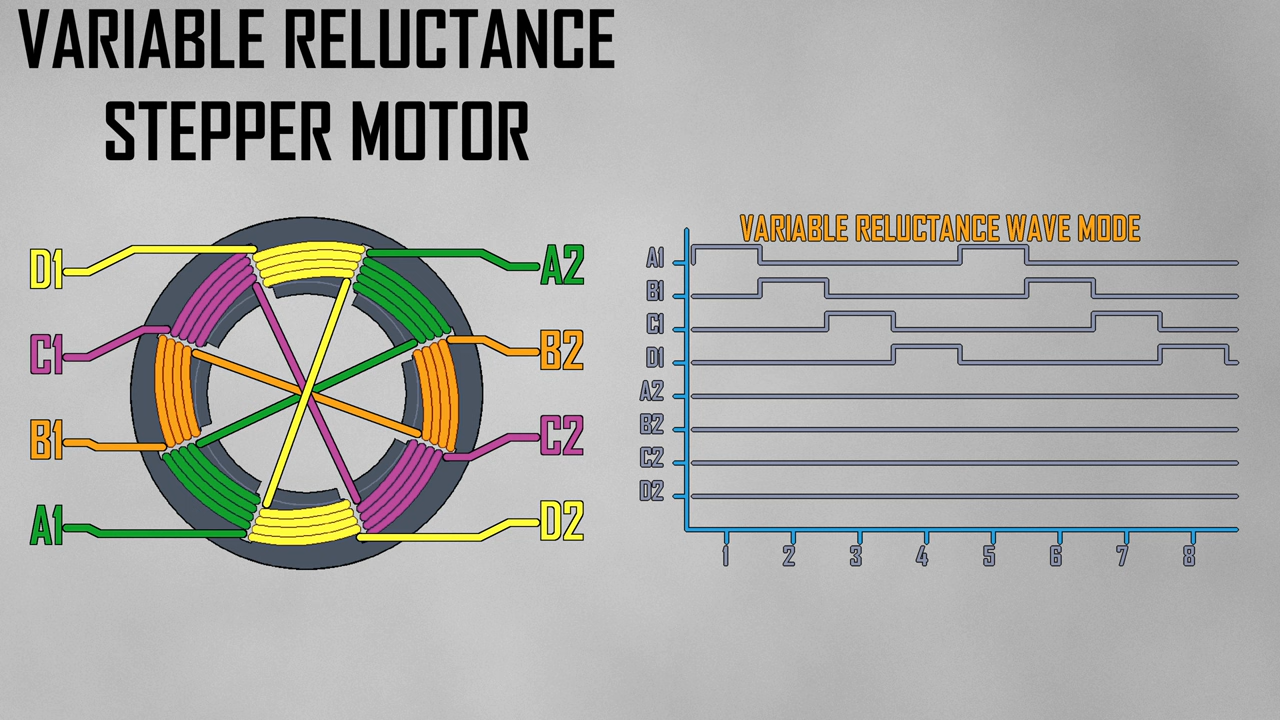 VARIABLE RELUCTANCE
STEPPER MOTOR
D1
C1
B1
A1
A2
B2
C2
D2
VARIABLE RELUCTANCE WAVE MODE
A1
B1
C1
D1
A2
B2
C2
D2
1 2 3 4 5 6 7 8